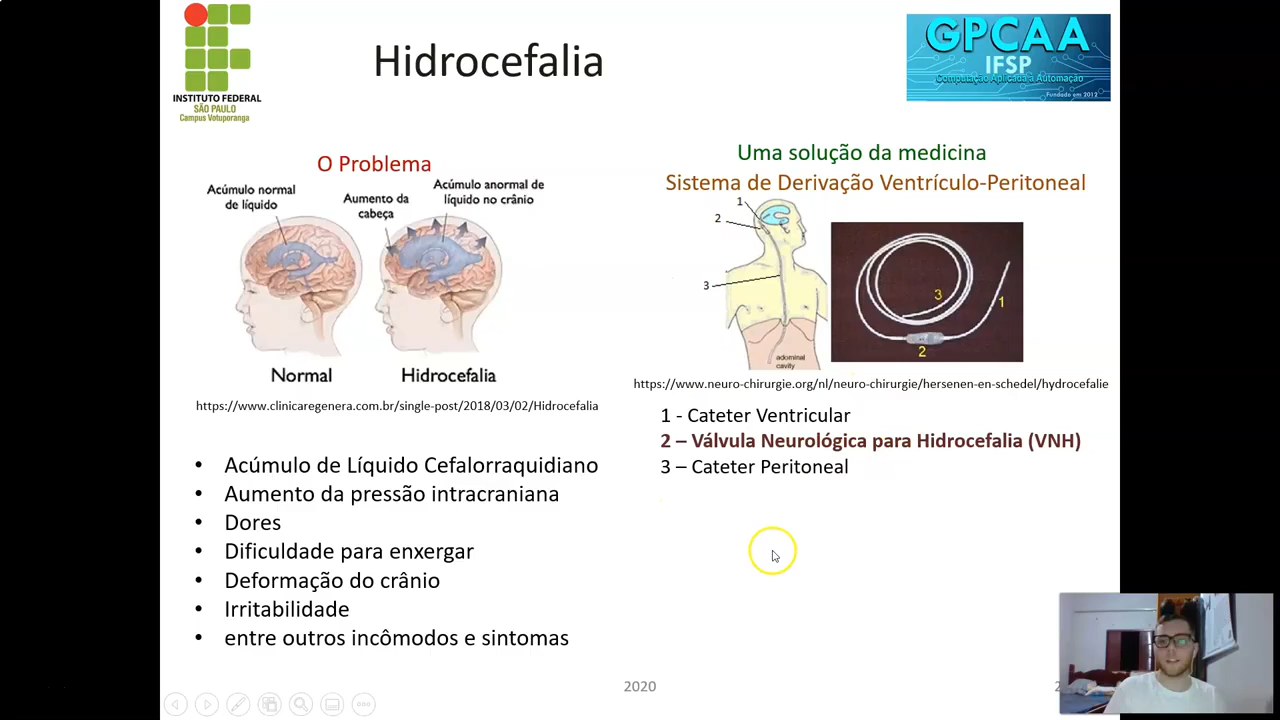 INSTITUTO FEDERAL
SÃO PAULO
Campus Votuporanga
Hidrocefalia
GPCAA
IFSP
Computação Aplicada à Automação
Fundado em 2012
O Problema
Acúmulo normal
de líquido
Aumento da
cabeça
Acúmulo anormal de
líquido no crânio
Normal
Hidrocefalia
https://www.clinicaregenera.com.br/single-post/2018/03/02/Hidrocefalia
• Acúmulo de Líquido Cefalorraquidiano
• Aumento da pressão intracraniana
• Dores
• Dificuldade para enxergar
• Deformação do crânio
• Irritabilidade
• entre outros incômodos e sintomas
Uma solução da medicina
Sistema de Derivação Ventrículo-Peritoneal
1
2
3
adominal
cavity
3
1
2
https://www.neuro-chirurgie.org/nl/neuro-chirurgie/hersenen-en-schedel/hydrocefalie
1 - Cateter Ventricular
2 – Válvula Neurológica para Hidrocefalia (VNH)
3 – Cateter Peritoneal
2020